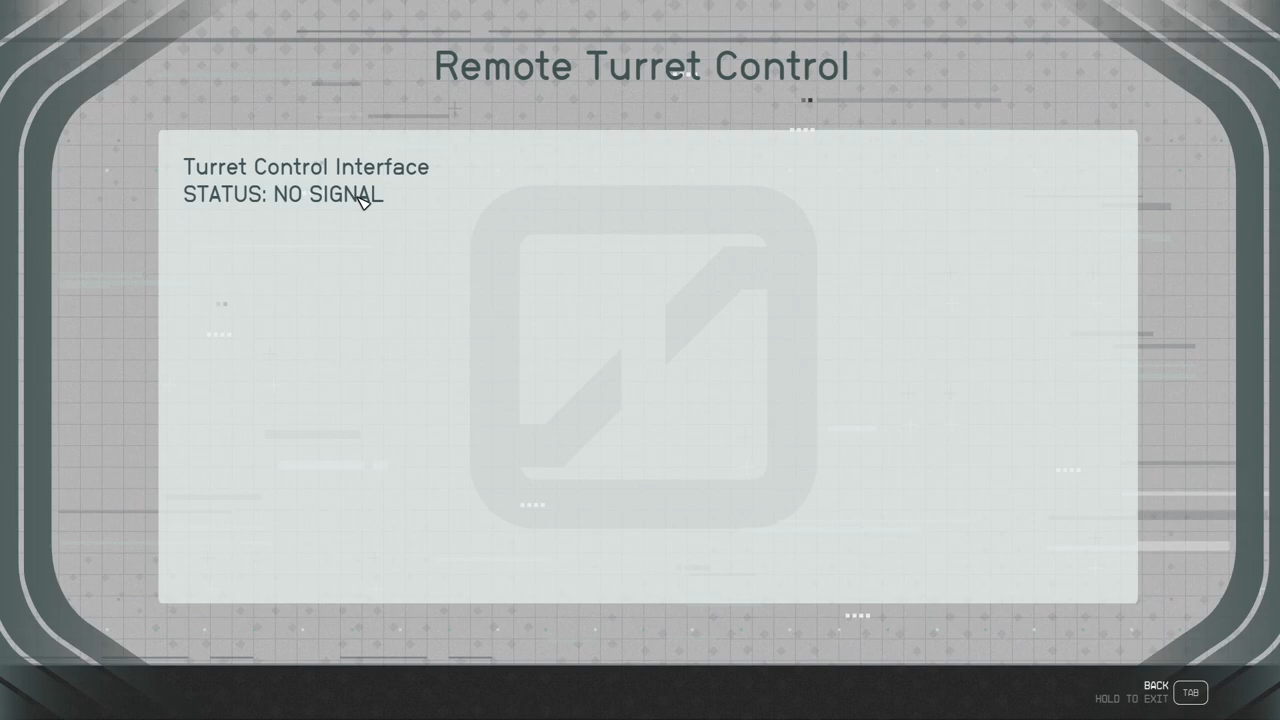 Remote Turret Control
Turret Control Interface
STATUS: NO SIGNAL
BACK
HOLD TO EXIT
TAB